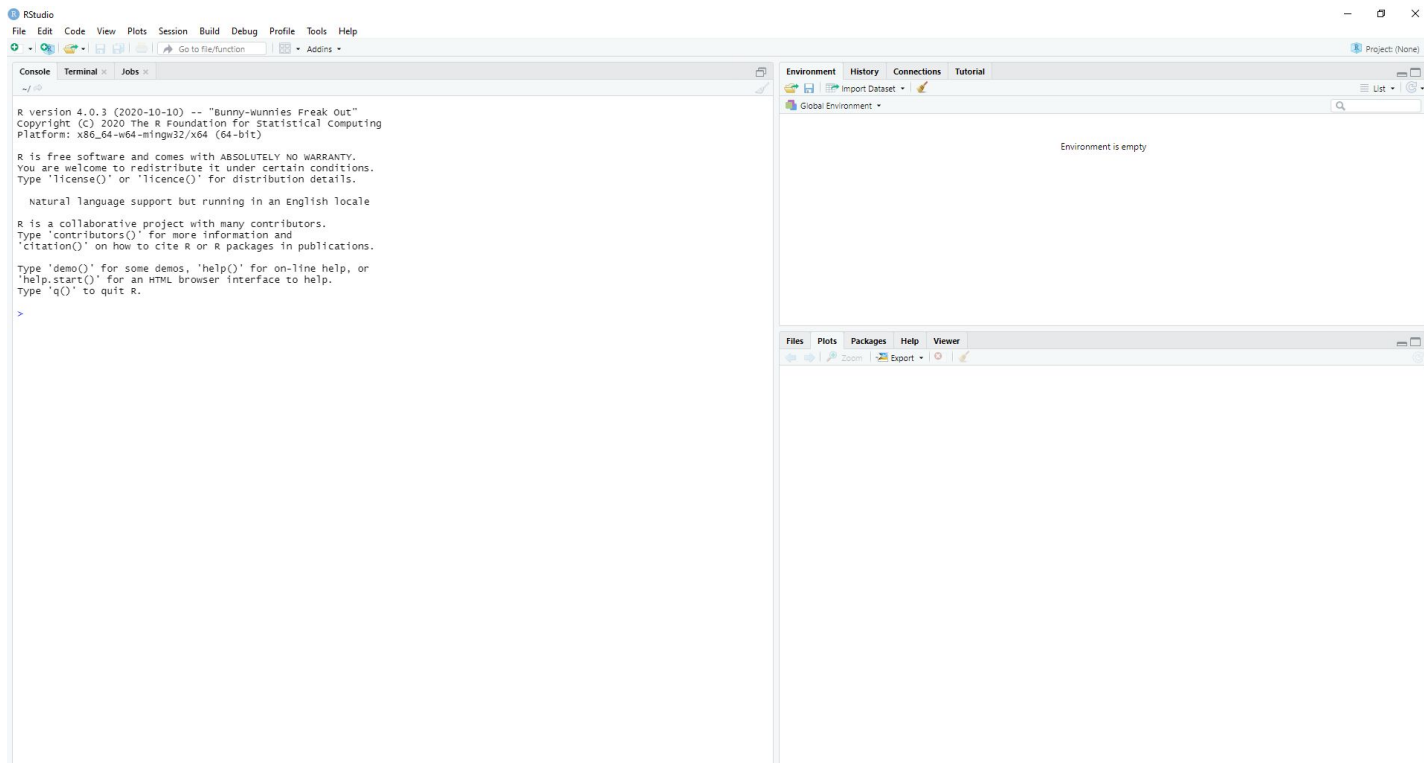 RStudio
File Edit Code View Plots Session Build Debug Profile Tools Help
Go to file/function Addins Project: (None)
Console Terminal Jobs
~/
R version 4.0.3 (2020-10-10) -- "Bunny-Wunnies Freak Out"
Copyright (C) 2020 The R Foundation for Statistical Computing
Platform: x86_64-w64-mingw32/x64 (64-bit)
R is free software and comes with ABSOLUTELY NO WARRANTY.
You are welcome to redistribute it under certain conditions.
Type 'license()' or 'licence()' for distribution details.
Natural language support but running in an English locale
R is a collaborative project with many contributors.
Type 'contributors()' for more information and
'citation()' on how to cite R or R packages in publications.
Type 'demo()' for some demos, 'help()' for on-line help, or
'help.start()' for an HTML browser interface to help.
Type 'q()' to quit R.
>
Environment History Connections Tutorial
Import Dataset List
Global Environment
Environment is empty
Files Plots Packages Help Viewer
Zoom Export